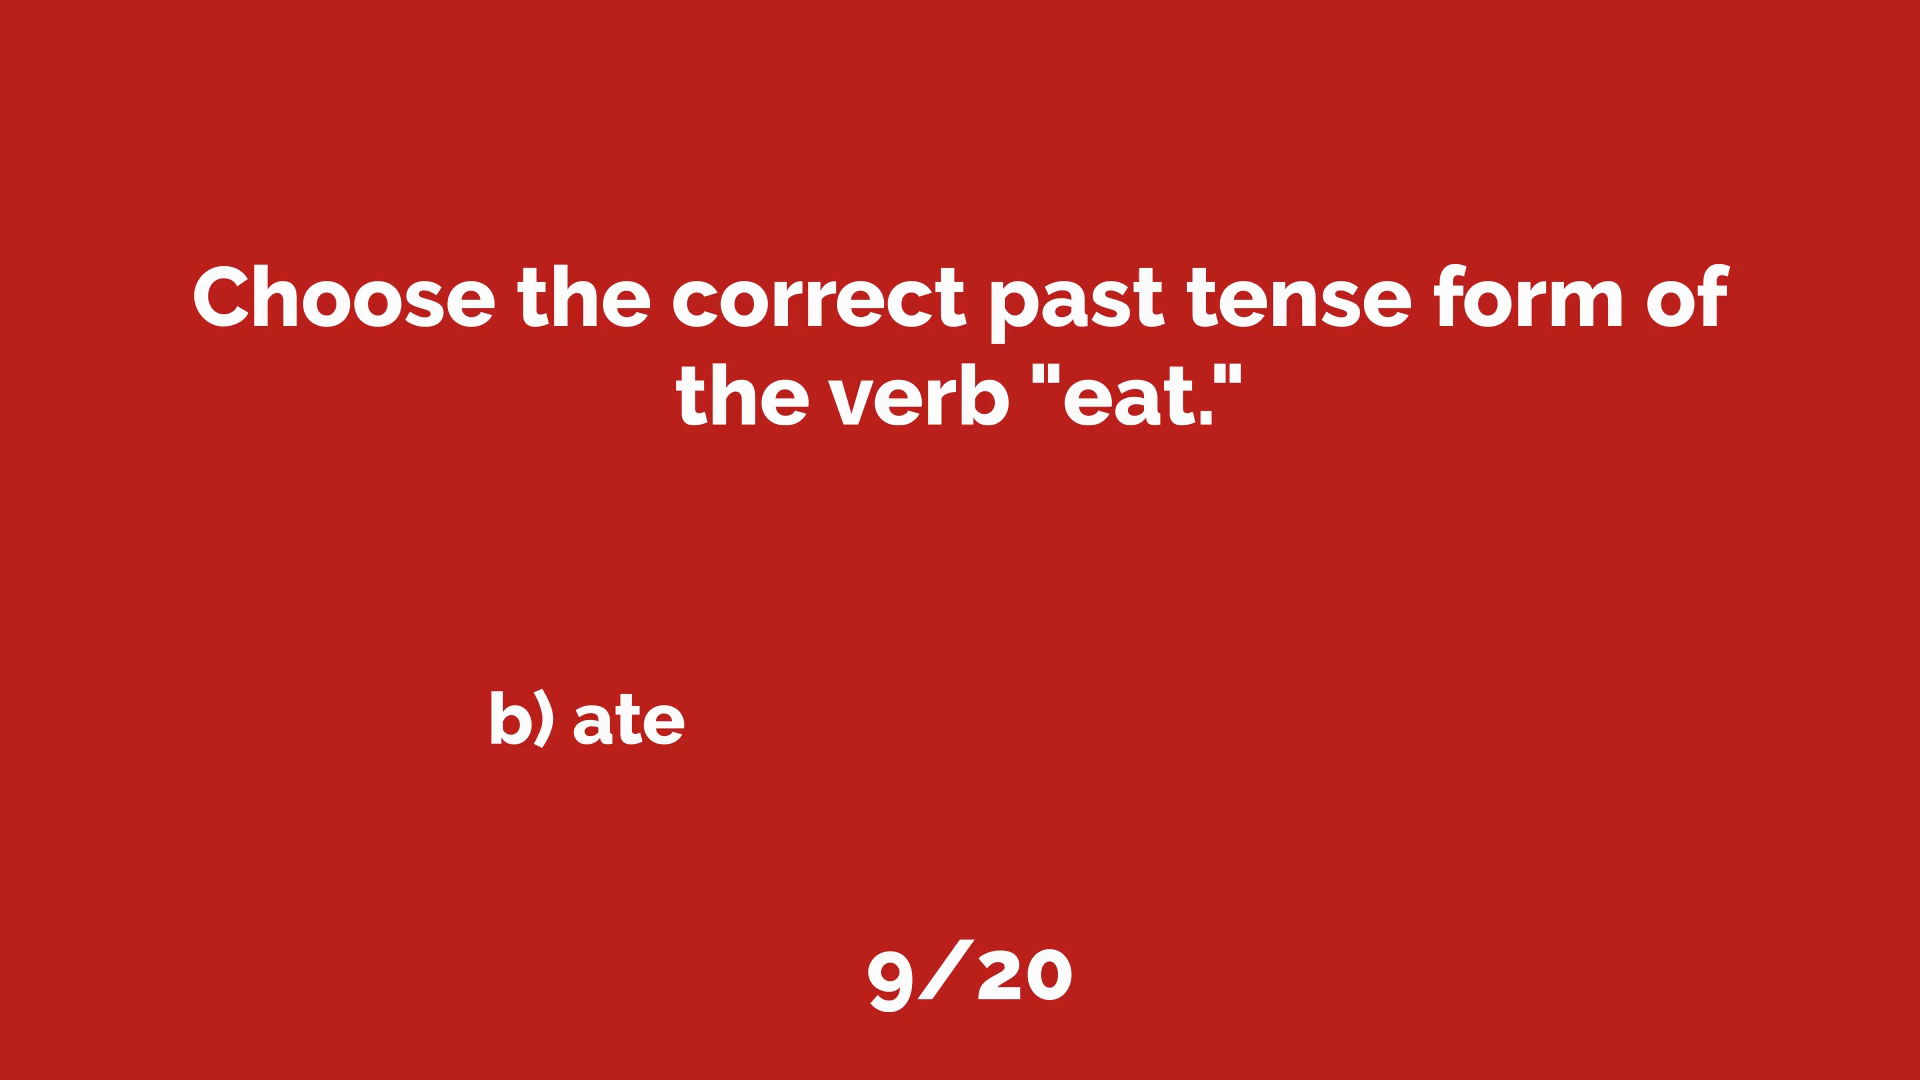 Choose the correct past tense form of
the verb "eat."
b) ate
9/20